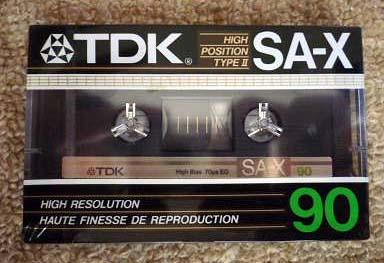 TDK®
HIGH
POSITION
TYPE II
SA-X
TDK
High Bias 70μs EQ
SA-X
90
HIGH RESOLUTION
HAUTE FINESSE DE REPRODUCTION
90